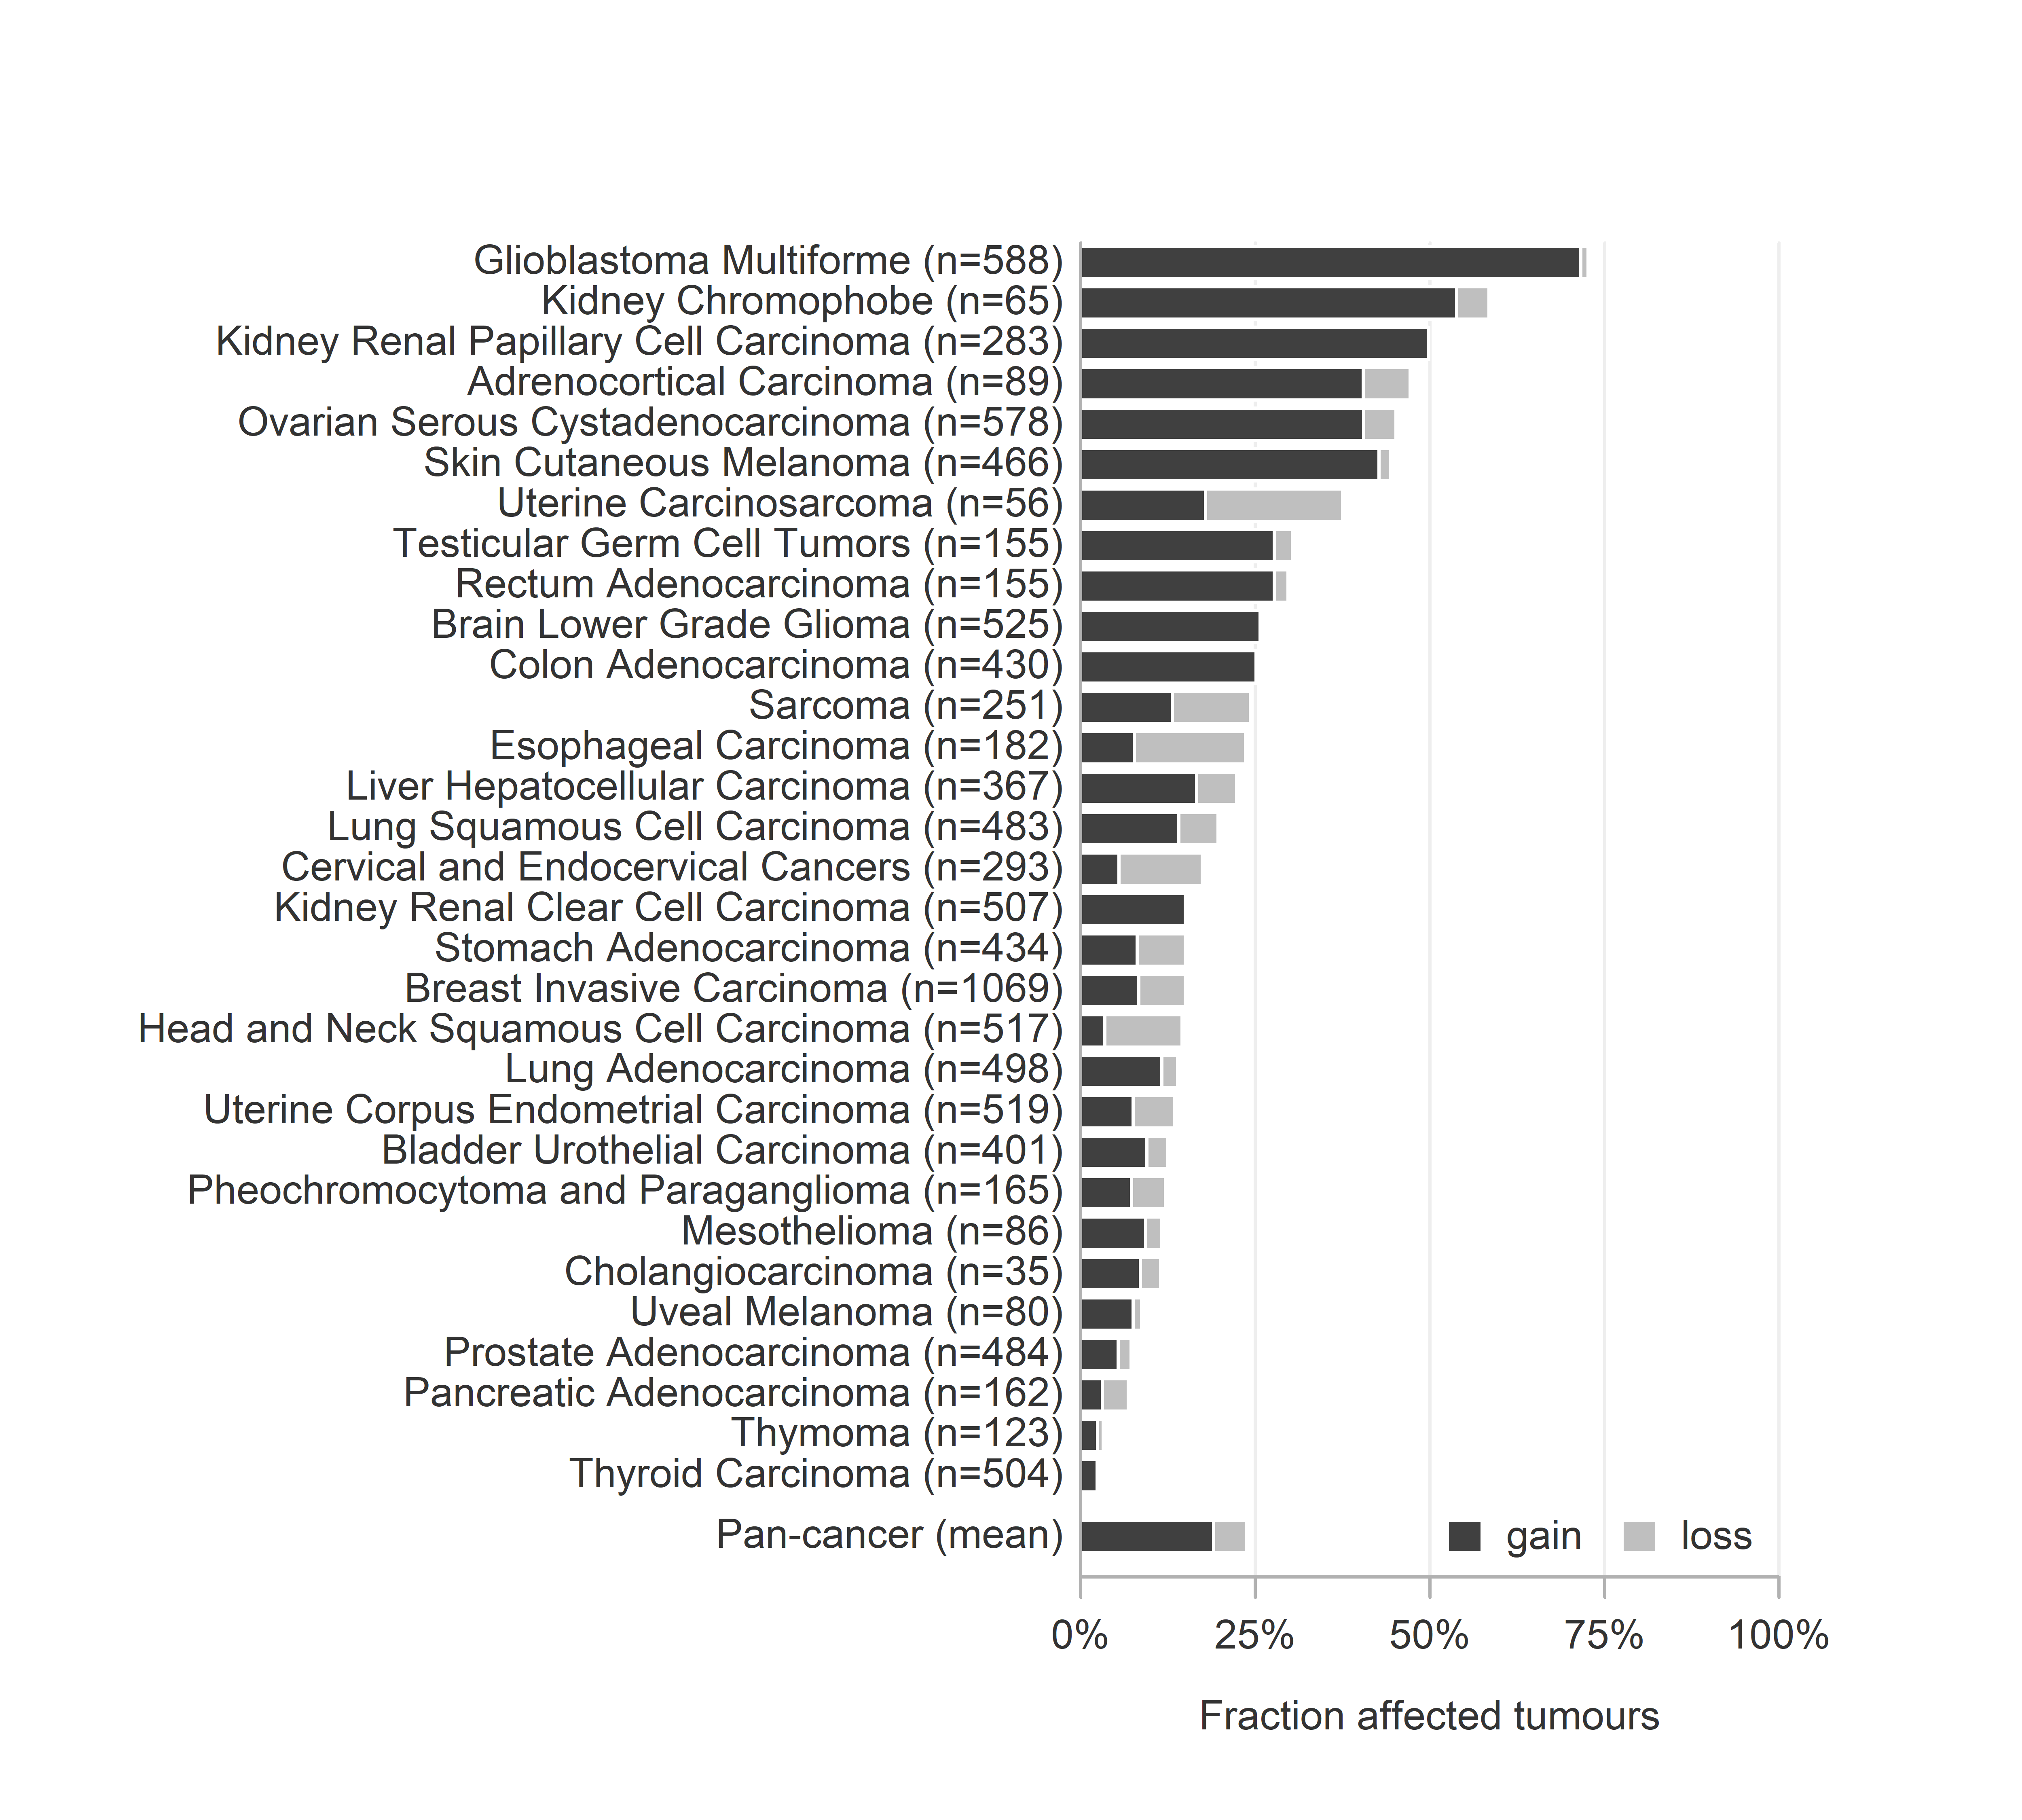 Glioblastoma Multiforme (n=588)
Kidney Chromophobe (n=65)
Kidney Renal Papillary Cell Carcinoma (n=283)
Adrenocortical Carcinoma (n=89)
Ovarian Serous Cystadenocarcinoma (n=578)
Skin Cutaneous Melanoma (n=466)
Uterine Carcinosarcoma (n=56)
Testicular Germ Cell Tumors (n=155)
Rectum Adenocarcinoma (n=155)
Brain Lower Grade Glioma (n=525)
Colon Adenocarcinoma (n=430)
Sarcoma (n=251)
Esophageal Carcinoma (n=182)
Liver Hepatocellular Carcinoma (n=367)
Lung Squamous Cell Carcinoma (n=483)
Cervical and Endocervical Cancers (n=293)
Kidney Renal Clear Cell Carcinoma (n=507)
Stomach Adenocarcinoma (n=434)
Breast Invasive Carcinoma (n=1069)
Head and Neck Squamous Cell Carcinoma (n=517)
Lung Adenocarcinoma (n=498)
Uterine Corpus Endometrial Carcinoma (n=519)
Bladder Urothelial Carcinoma (n=401)
Pheochromocytoma and Paraganglioma (n=165)
Mesothelioma (n=86)
Cholangiocarcinoma (n=35)
Uveal Melanoma (n=80)
Prostate Adenocarcinoma (n=484)
Pancreatic Adenocarcinoma (n=162)
Thymoma (n=123)
Thyroid Carcinoma (n=504)
Pan-cancer (mean) gain loss
0% 25% 50% 75% 100%
Fraction affected tumours